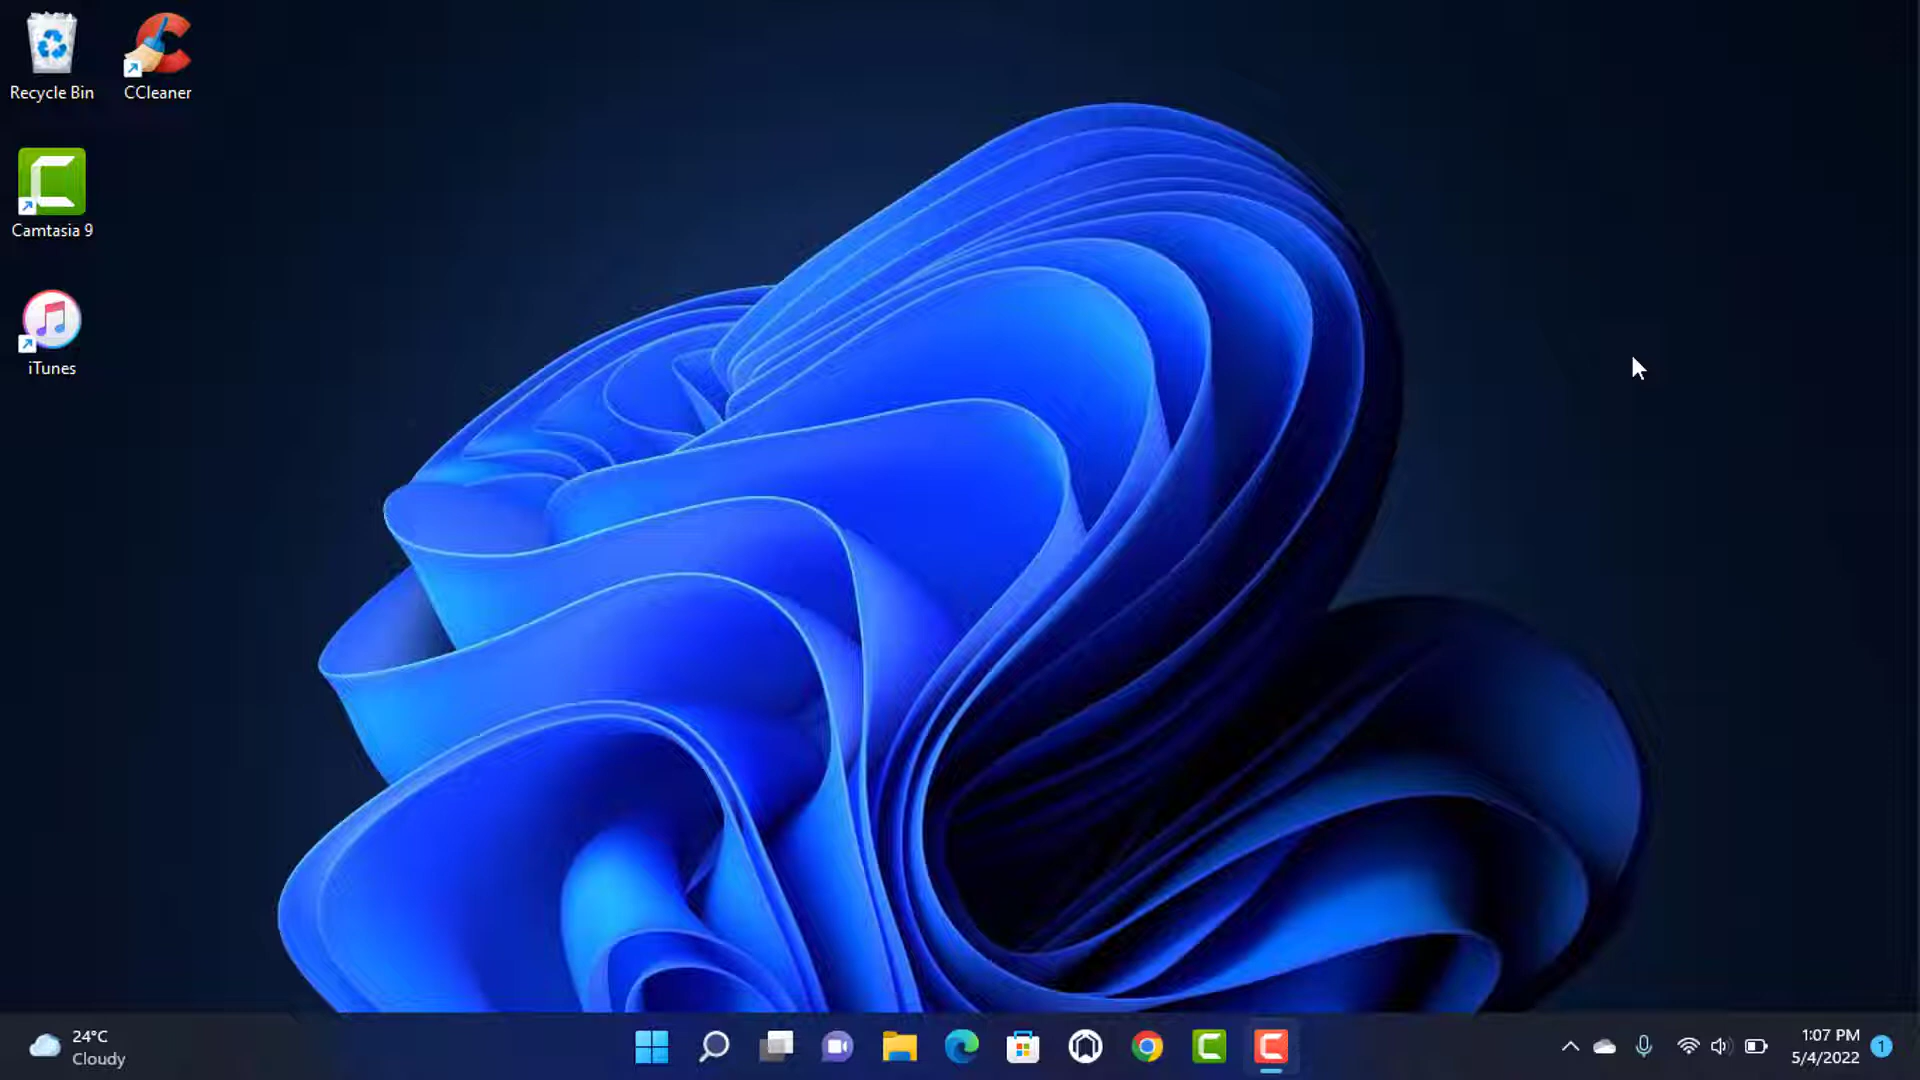 Recycle Bin
CCleaner
Camtasia 9
iTunes
24°C
Cloudy
1:07 PM
5/4/2022
1